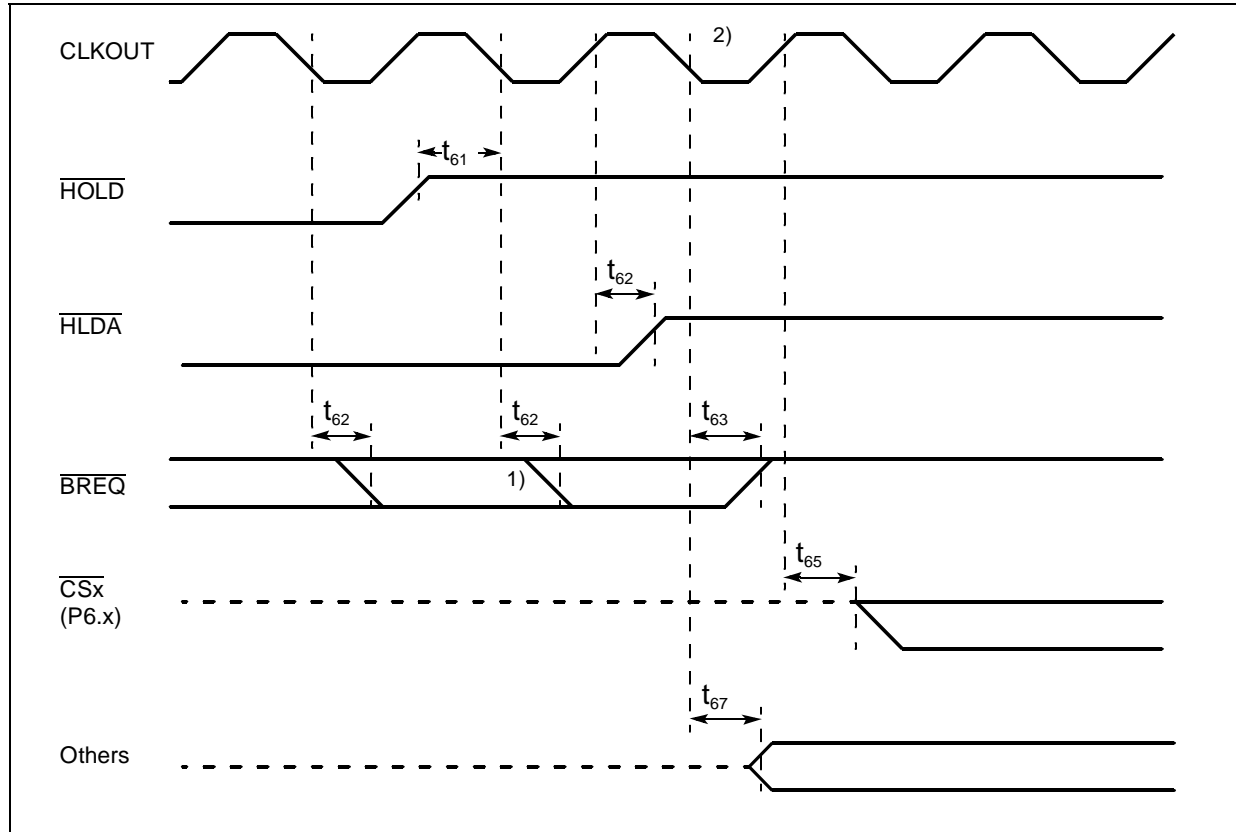 CLKOUT
2)
t61
HOLD
t62
HLDA
t62
t62
t63
BREQ
1)
t65
CSx
(P6.x)
t67
Others